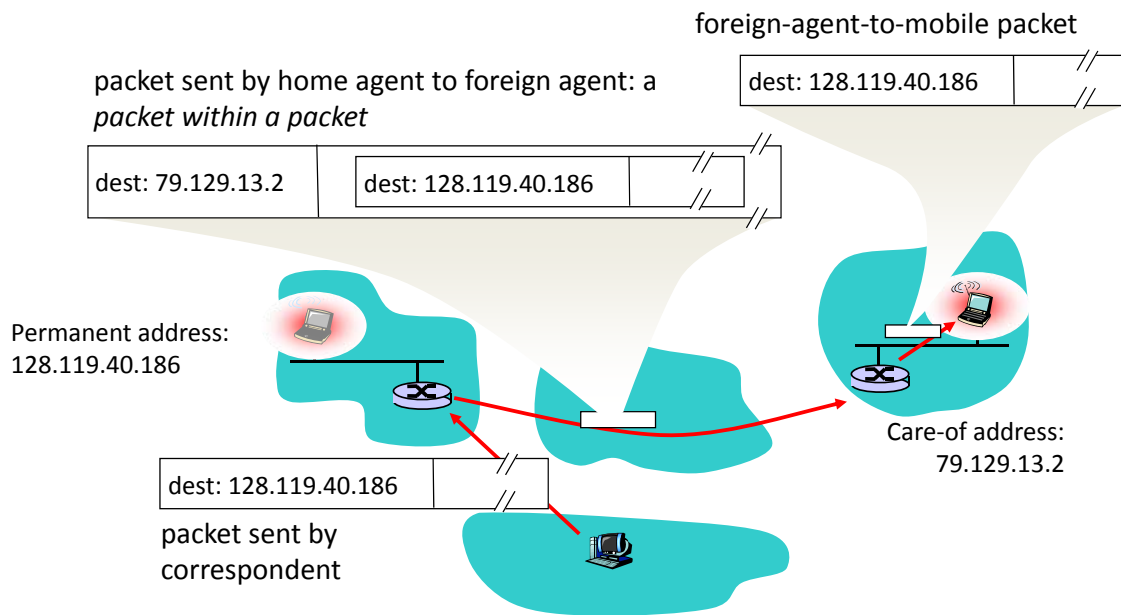 foreign-agent-to-mobile packet
dest: 128.119.40.186
packet sent by home agent to foreign agent: a
packet within a packet
dest: 79.129.13.2
dest: 128.119.40.186
Permanent address:
128.119.40.186
Care-of address:
79.129.13.2
dest: 128.119.40.186
packet sent by
correspondent